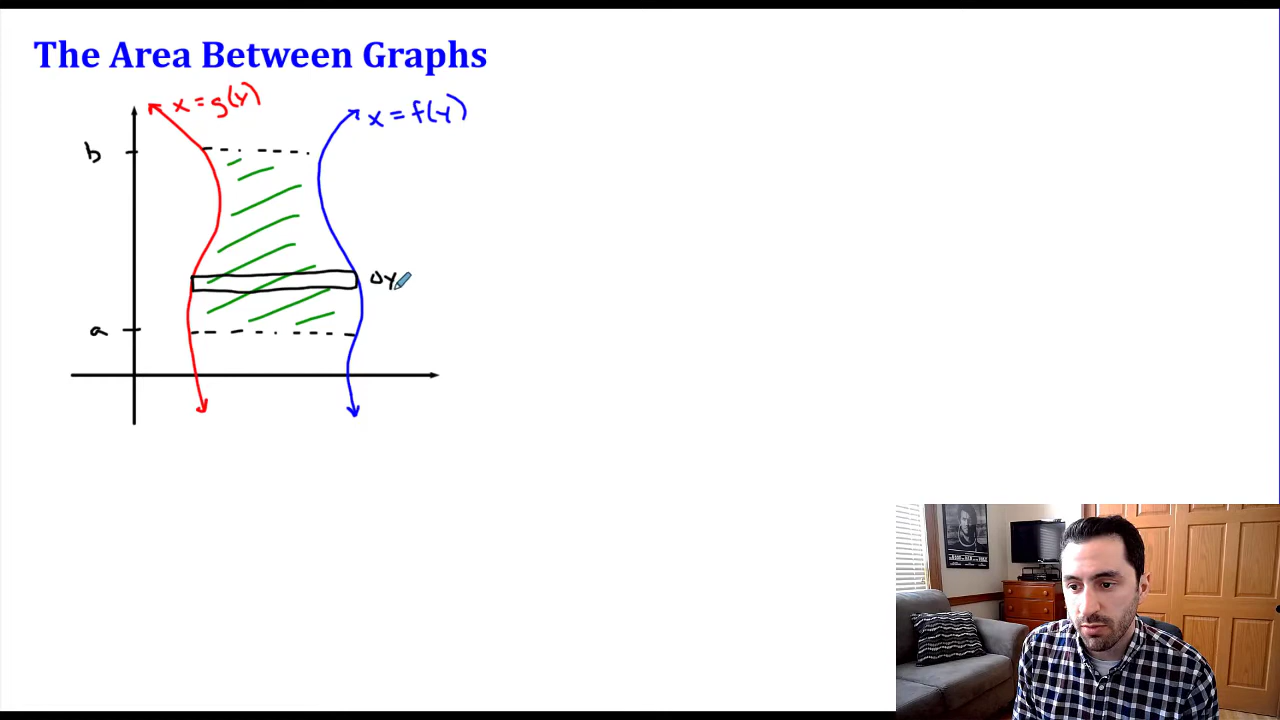 The Area Between Graphs
x = g(y)
x = f(y)
b
Δy
a